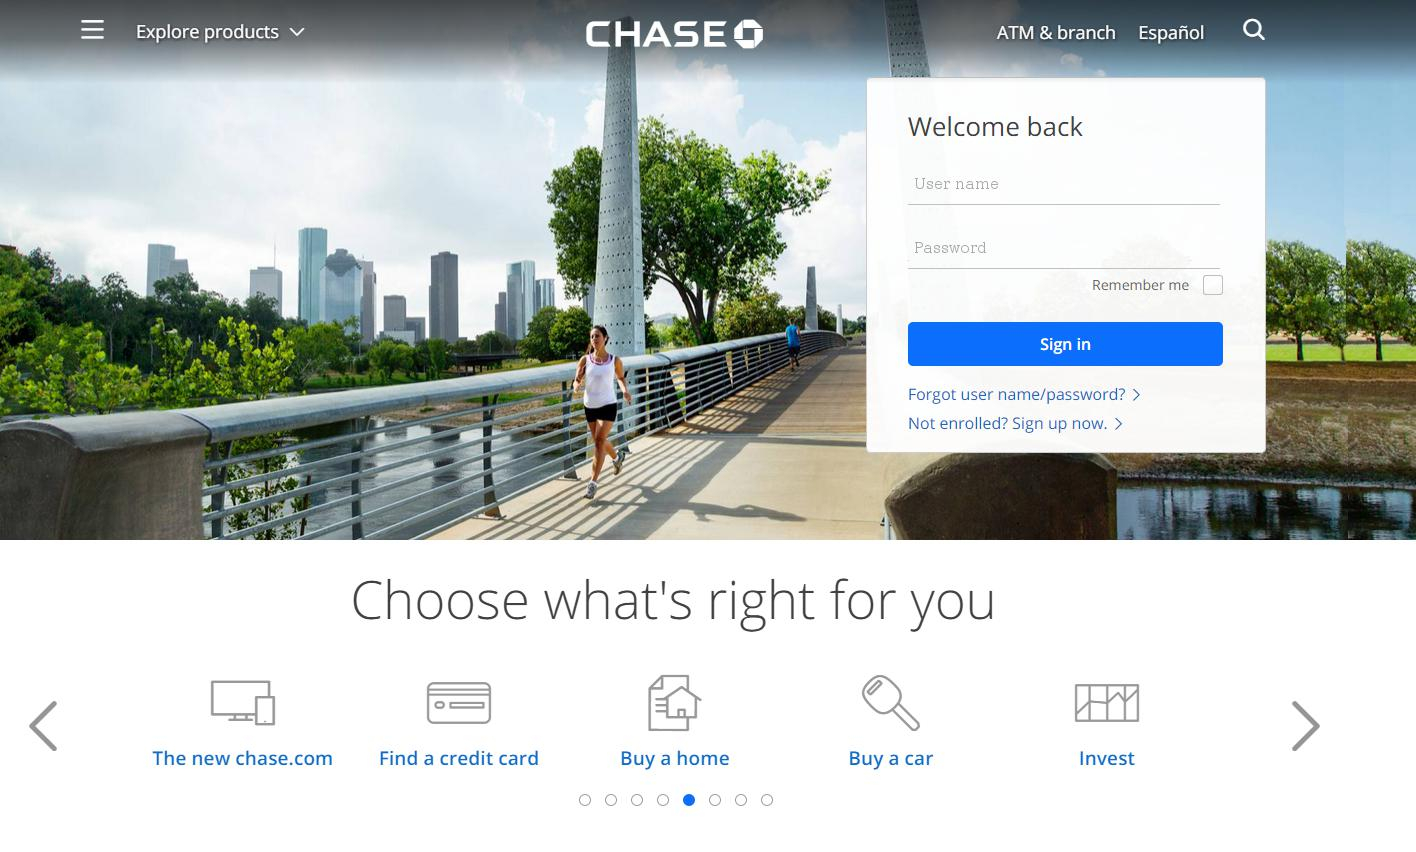 Explore products
CHASE
ATM & branch
Español
Welcome back
User name
Password
Remember me
Sign in
Forgot user name/password?
Not enrolled? Sign up now.
Choose what's right for you
The new chase.com
Find a credit card
Buy a home
Buy a car
Invest